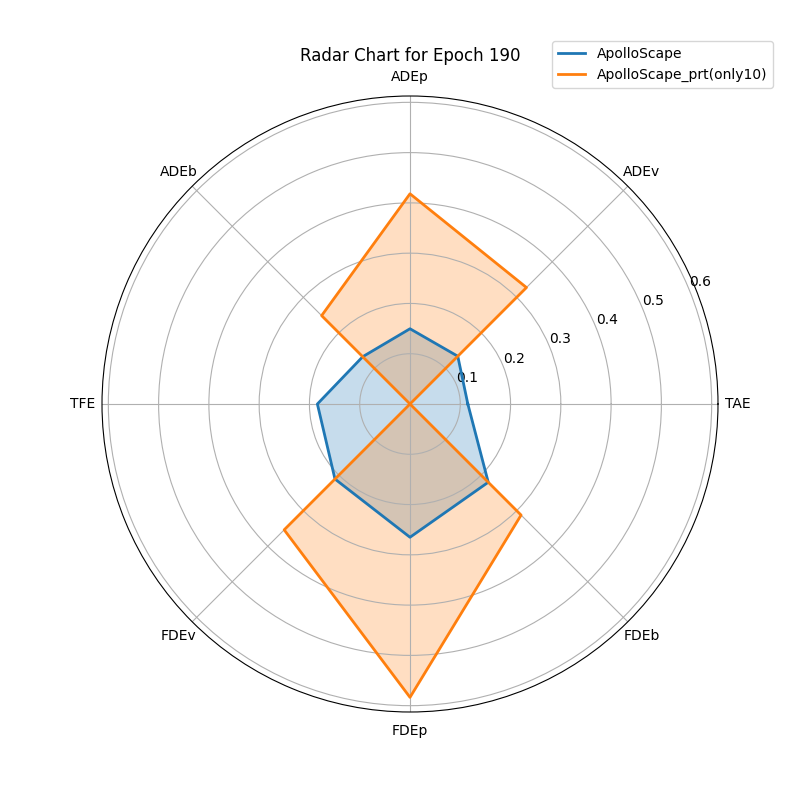 Radar Chart for Epoch 190
ApolloScape
ApolloScape_prt(only10)
ADEp
ADEb
ADEv
0.6
0.5
0.4
0.3
0.2
0.1
TFE
TAE
FDEv
FDEb
FDEp